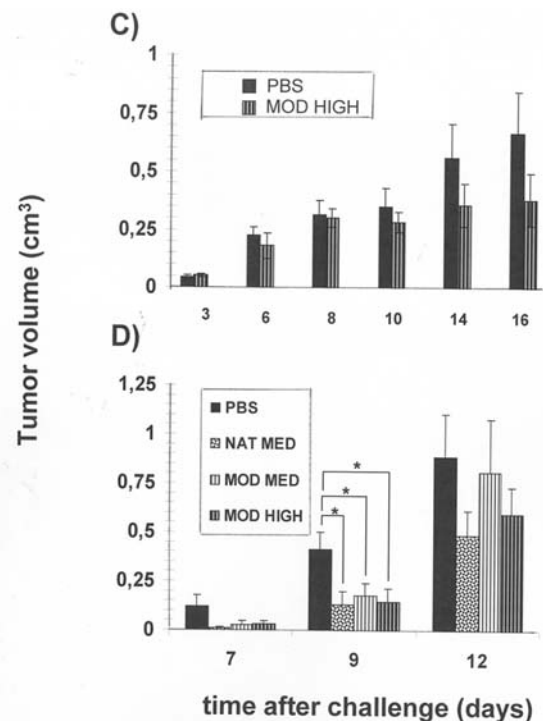 C)
1
PBS
MOD HIGH
0,75
0,5
0,25
0
3 6 8 10 14 16
Tumor volume (cm³)
D)
1,25
PBS
1
NAT MED
0,75
MOD MED
0,5
MOD HIGH
0,25
0
* * *
7 9 12
time after challenge (days)